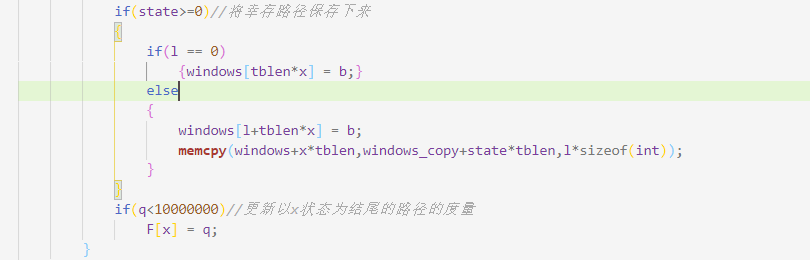 if(state>=0)//将幸存路径保存下来
{
if(l == 0)
{windows[tblen*x] = b;}
else
{
windows[l+tblen*x] = b;
memcpy(windows+x*tblen,windows_copy+state*tblen,l*sizeof(int));
}
}
if(q<10000000)//更新以x状态为结尾的路径的度量
F[x] = q;
}